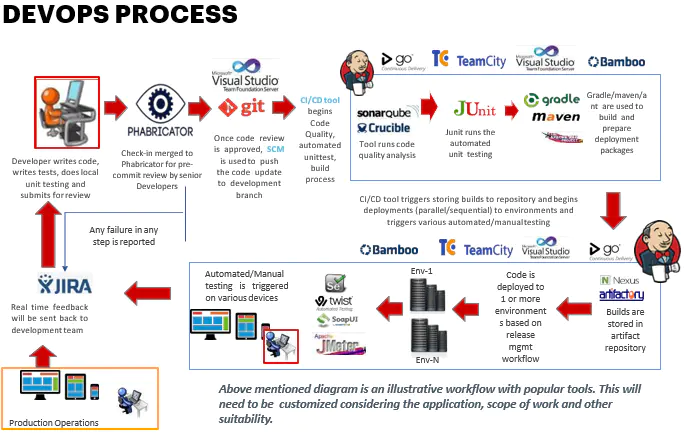 DEVOPS PROCESS
Microsoft
Visual Studio
Team Foundation Server
go
Continuous Delivery
TC TeamCity
Visual Studio
Team Foundation Server
Bamboo
PHABRICATOR
git
CI/CD tool
begins
Code
Quality,
automated
unittest,
build
process
sonarqube
Crucible
Tool runs code
quality analysis
JUnit
Junit runs the
automated
unit testing
gradle
maven
Gradle/maven/a
nt are used to
build and
prepare
deployment
packages
Developer writes code,
writes tests, does local
unit testing and
submits for review
Check-in merged to
Phabricator for pre-
commit review by senior
Developers
Once code review
is approved, SCM
is used to push
the code update
to development
branch
CI/CD tool triggers storing builds to repository and begins
deployments (parallel/sequential) to environments and
triggers various automated/manual testing
Any failure in any
step is reported
Bamboo
TC TeamCity
Visual Studio
Team Foundation Server
go
Continuous Delivery
JIRA
Real time feedback
will be sent back to
development team
Automated/Manual
testing is triggered
on various devices
Se
twist
Automated Testing
SoapUI
Apache
JMeter
Env-1
Env-N
Code is
deployed to
1 or more
environment
s based on
release
mgmt
workflow
Nexus
artifactory
Builds are
stored in
artifact
repository
Production Operations
Above mentioned diagram is an illustrative workflow with popular tools. This will
need to be customized considering the application, scope of work and other
suitability.